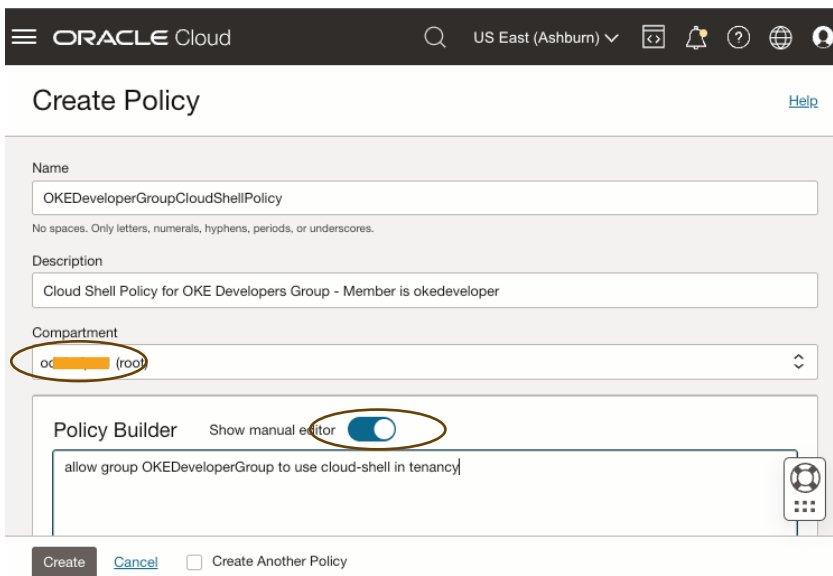 ORACLE Cloud
US East (Ashburn)
Create Policy
Help
Name
OKEDeveloperGroupCloudShellPolicy
No spaces. Only letters, numerals, hyphens, periods, or underscores.
Description
Cloud Shell Policy for OKE Developers Group - Member is okedeveloper
Compartment
(root)
Policy Builder
Show manual editor
allow group OKEDeveloperGroup to use cloud-shell in tenancy
Create
Cancel
Create Another Policy